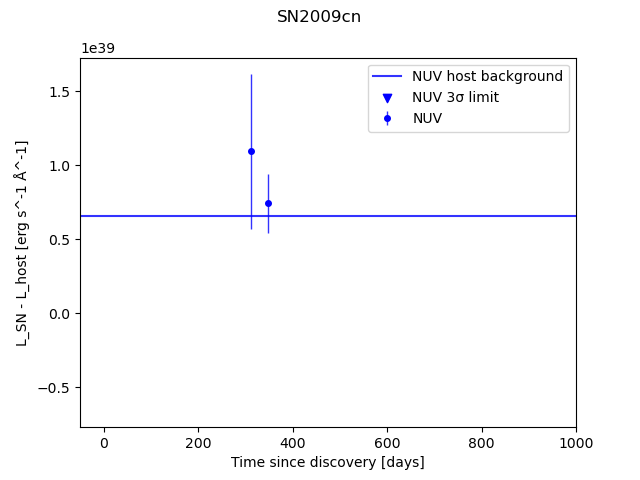 SN2009cn
1e39
NUV host background
NUV 3σ limit
NUV
1.5
1.0
0.5
0.0
−0.5
L_SN - L_host [erg s^-1 Å^-1]
0
200
400
600
800
1000
Time since discovery [days]